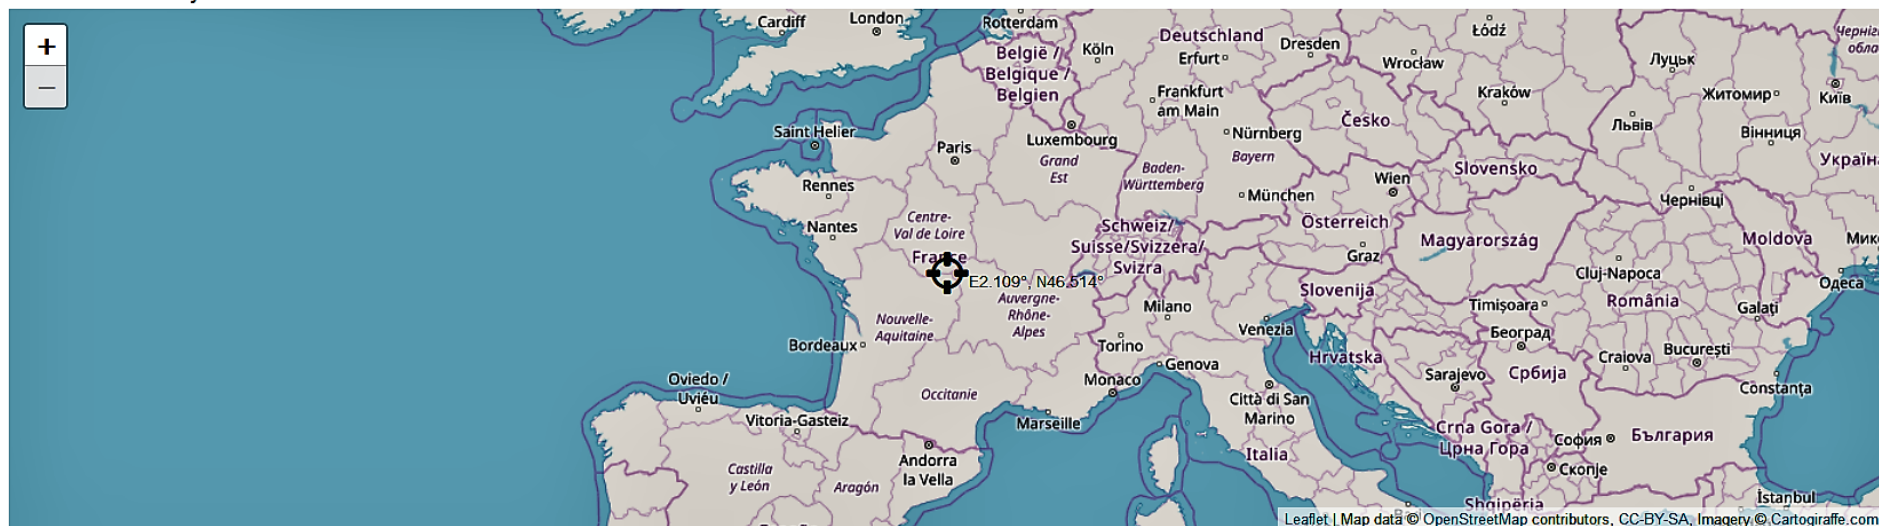 +
−
Cardiff
London
Rotterdam
België /
Belgique /
Belgien
Köln
Deutschland
Erfurt
Dresden
Wrocław
Łódź
Луцьк
Житомир
Київ
Frankfurt
am Main
Kraków
Česko
Львів
Вінниця
Saint Helier
Paris
Luxembourg
Grand
Est
Nürnberg
Bayern
Baden-
Württemberg
Slovensko
Rennes
München
Wien
Чернівці
Nantes
Centre-
Val de Loire
Schweiz/
Suisse/Svizzera/
Svizra
Österreich
Graz
Magyarország
Moldova
France
E2.109°, N46.514°
Cluj-Napoca
Одеса
Auvergne-
Rhône-
Alpes
Milano
Slovenija
Timișoara
România
Galați
Nouvelle-
Aquitaine
Bordeaux
Torino
Venezia
Београд
Genova
Hrvatska
Craiova
București
Oviedo /
Uviéu
Occitanie
Monaco
Sarajevo
Србија
Constanța
Vitoria-Gasteiz
Marseille
Città di San
Marino
Crna Gora /
Црна Гора
София
България
Andorra
la Vella
Castilla
y León
Aragón
Italia
Скопје
Shqipëria
İstanbul
Leaflet | Map data © OpenStreetMap contributors, CC-BY-SA, Imagery © Cartogiraffe.com